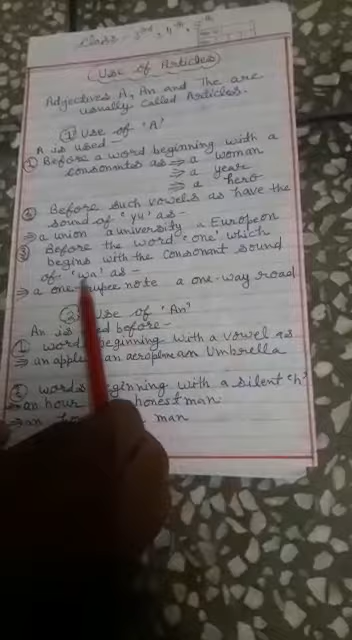 Class - 3rd, 4th, 5th
Use of Articles
Adjectives A, An and The are
usually called Articles.
① Use of 'A'
A is used -
① Before a word beginning with a
consonants as ⇒ a woman
⇒ a year
⇒ a hero
② Before such vowels as have the
sound of 'yu' as -
⇒ a union a university a European
③ Before the word 'one' which
begins with the consonant sound
of 'wa' as -
⇒ a one rupee note a one-way road
② Use of 'An'
An is used before -
① word beginning with a vowel as
⇒ an apple an aeroplane an Umbrella
② words beginning with a silent 'h'
⇒ an hour honest man
⇒ an man